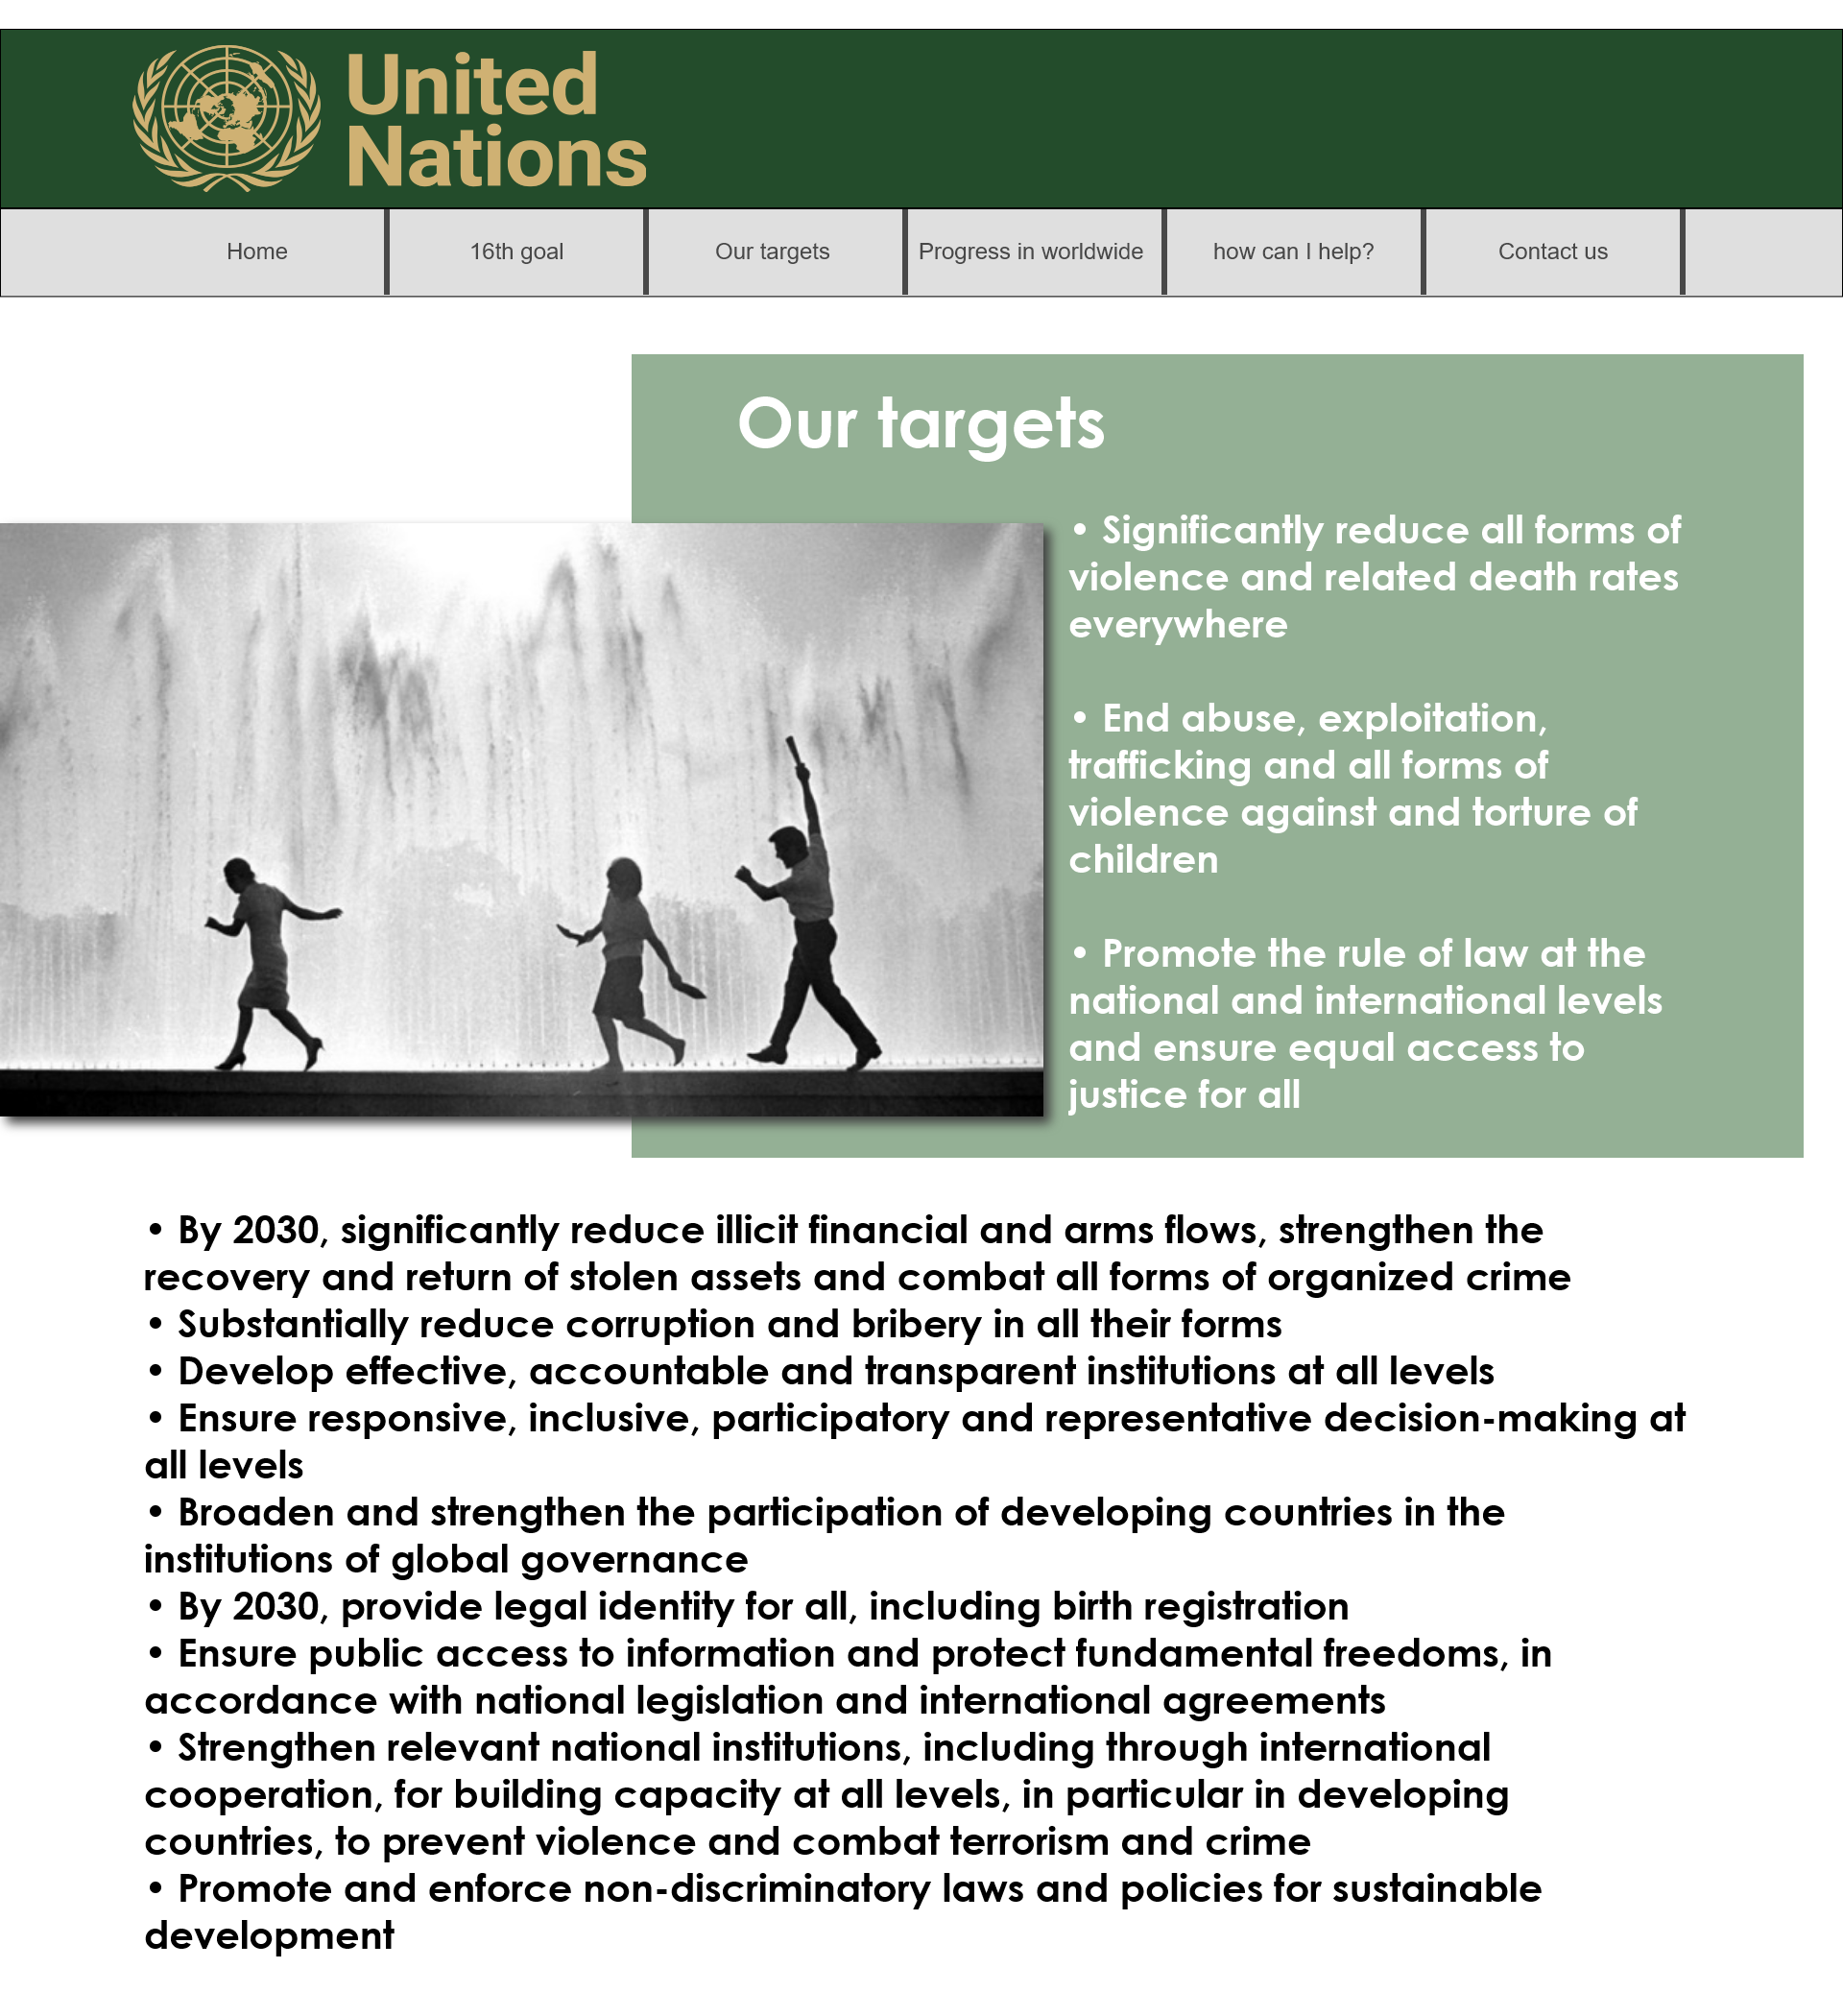 United
Nations
Home
16th goal
Our targets
Progress in worldwide
how can I help?
Contact us
Our targets
• Significantly reduce all forms of
violence and related death rates
everywhere
• End abuse, exploitation,
trafficking and all forms of
violence against and torture of
children
• Promote the rule of law at the
national and international levels
and ensure equal access to
justice for all
• By 2030, significantly reduce illicit financial and arms flows, strengthen the
recovery and return of stolen assets and combat all forms of organized crime
• Substantially reduce corruption and bribery in all their forms
• Develop effective, accountable and transparent institutions at all levels
• Ensure responsive, inclusive, participatory and representative decision-making at
all levels
• Broaden and strengthen the participation of developing countries in the
institutions of global governance
• By 2030, provide legal identity for all, including birth registration
• Ensure public access to information and protect fundamental freedoms, in
accordance with national legislation and international agreements
• Strengthen relevant national institutions, including through international
cooperation, for building capacity at all levels, in particular in developing
countries, to prevent violence and combat terrorism and crime
• Promote and enforce non-discriminatory laws and policies for sustainable
development